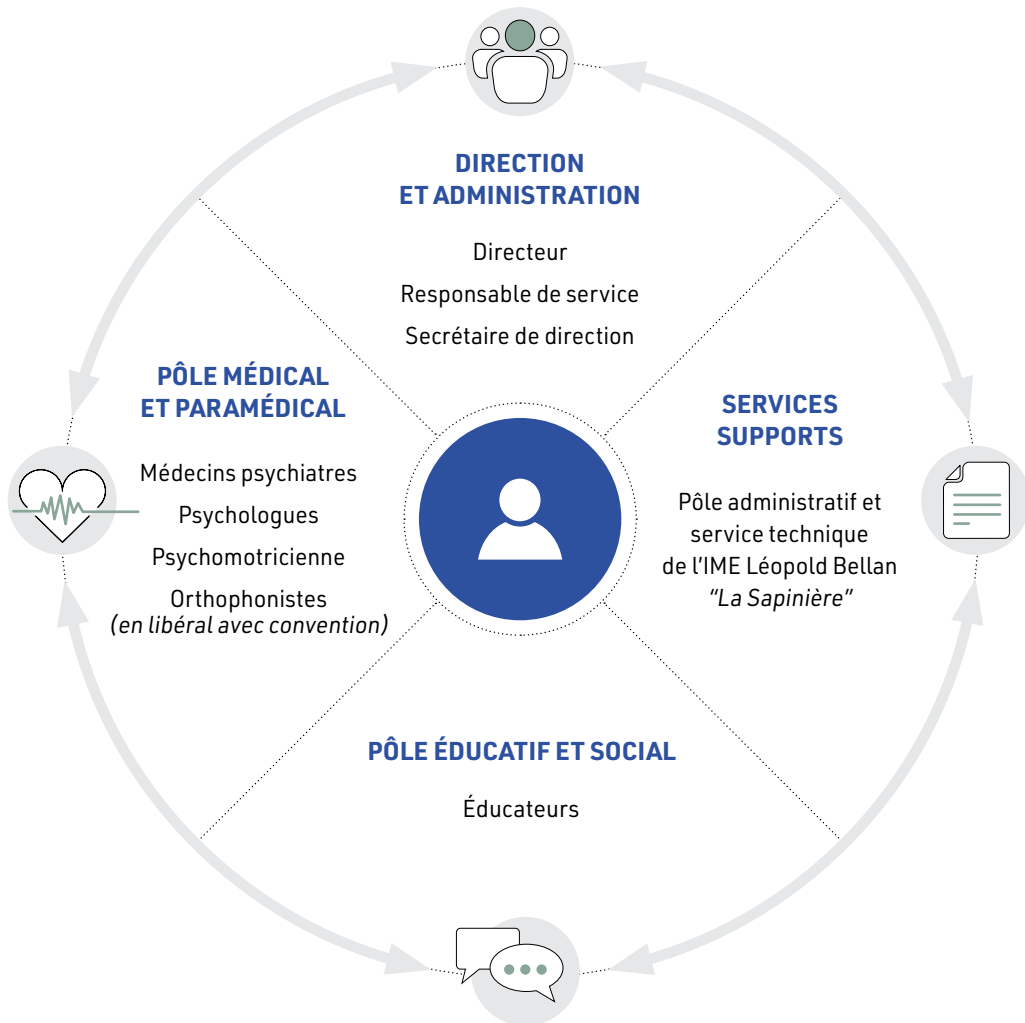 DIRECTION
ET ADMINISTRATION
Directeur
Responsable de service
Secrétaire de direction
PÔLE MÉDICAL
ET PARAMÉDICAL
Médecins psychiatres
Psychologues
Psychomotricienne
Orthophonistes
(en libéral avec convention)
SERVICES
SUPPORTS
Pôle administratif et
service technique
de l'IME Léopold Bellan
"La Sapinière"
PÔLE ÉDUCATIF ET SOCIAL
Éducateurs